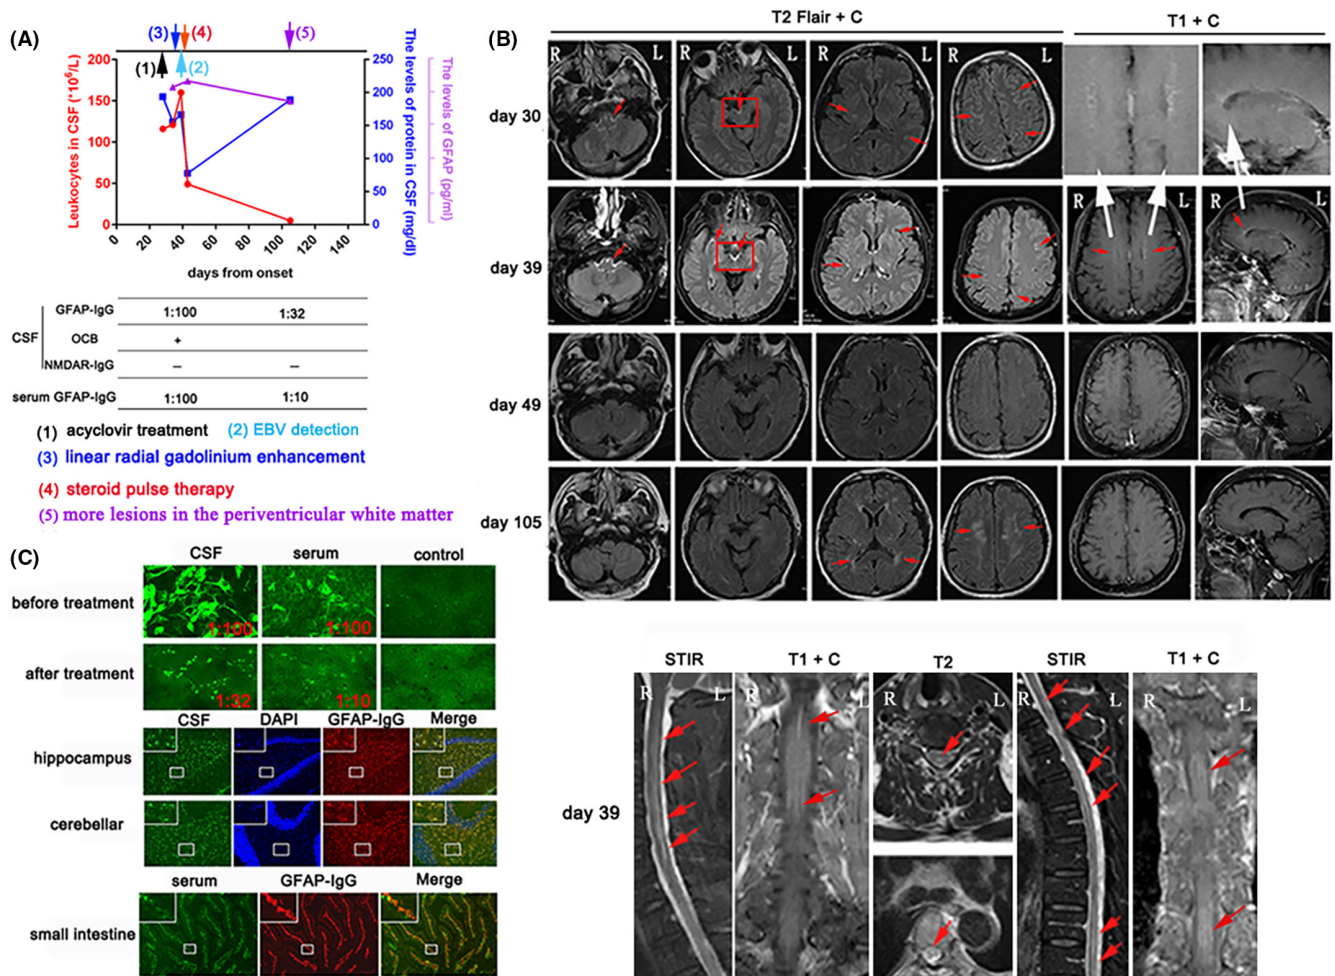 (A)
(3) (4) (5)
(1) (2)
Leukocytes in CSF (*10⁶/L)
200
150
100
50
0
250
200
150
100
50
0
The levels of protein in CSF (mg/dl)
The levels of GFAP (pg/ml)
0 20 40 60 80 100 120 140
days from onset
CSF
GFAP-IgG 1:100 1:32
OCB +
NMDAR-IgG – –
serum GFAP-IgG 1:100 1:10
(1) acyclovir treatment (2) EBV detection
(3) linear radial gadolinium enhancement
(4) steroid pulse therapy
(5) more lesions in the periventricular white matter
(B)
T2 Flair + C T1 + C
R L R L R L R L
day 30
R L R L
day 39
day 49
day 105
STIR T1 + C T2 STIR T1 + C
R L R L R L R L
day 39
(C)
CSF serum control
before treatment
1:100 1:100
after treatment
1:32 1:10
CSF DAPI GFAP-IgG Merge
hippocampus
cerebellar
serum GFAP-IgG Merge
small intestine